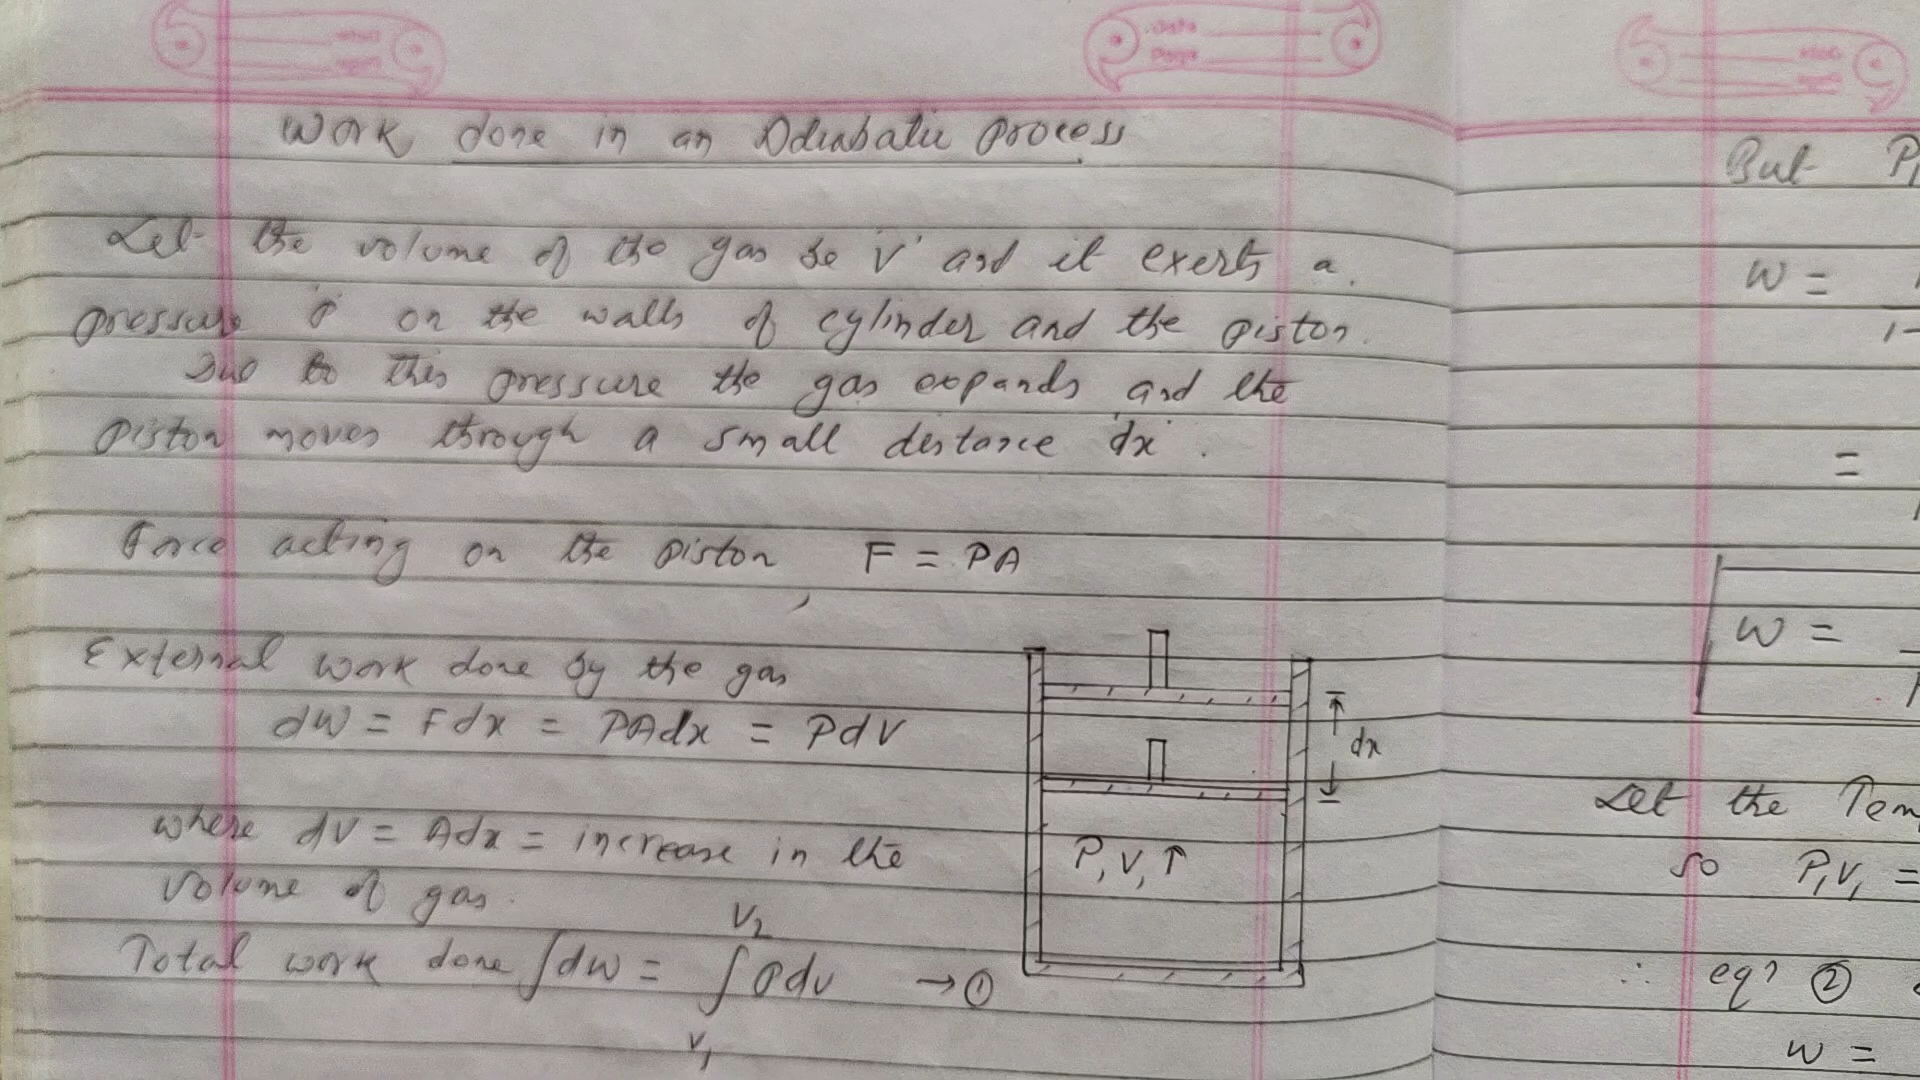 Date
Page
Work done in an Adiabatic process
Let the volume of the gas be 'V' and it exerts a
pressure 'P' on the walls of cylinder and the piston.
Due to this pressure the gas expands and the
piston moves through a small distance 'dx'.
Force acting on the piston F = PA
External work done by the gas
dW = Fdx = PAdx = PdV
where dV = Adx = increase in the
volume of gas.
Total work done ∫dW = ∫PdV → ①
V₂
V₁
dx
P, V, ↑
But P₁
W =
1-
=
W =
Let the Tem
so P₁V₁ =
∴ eqⁿ ②
W =